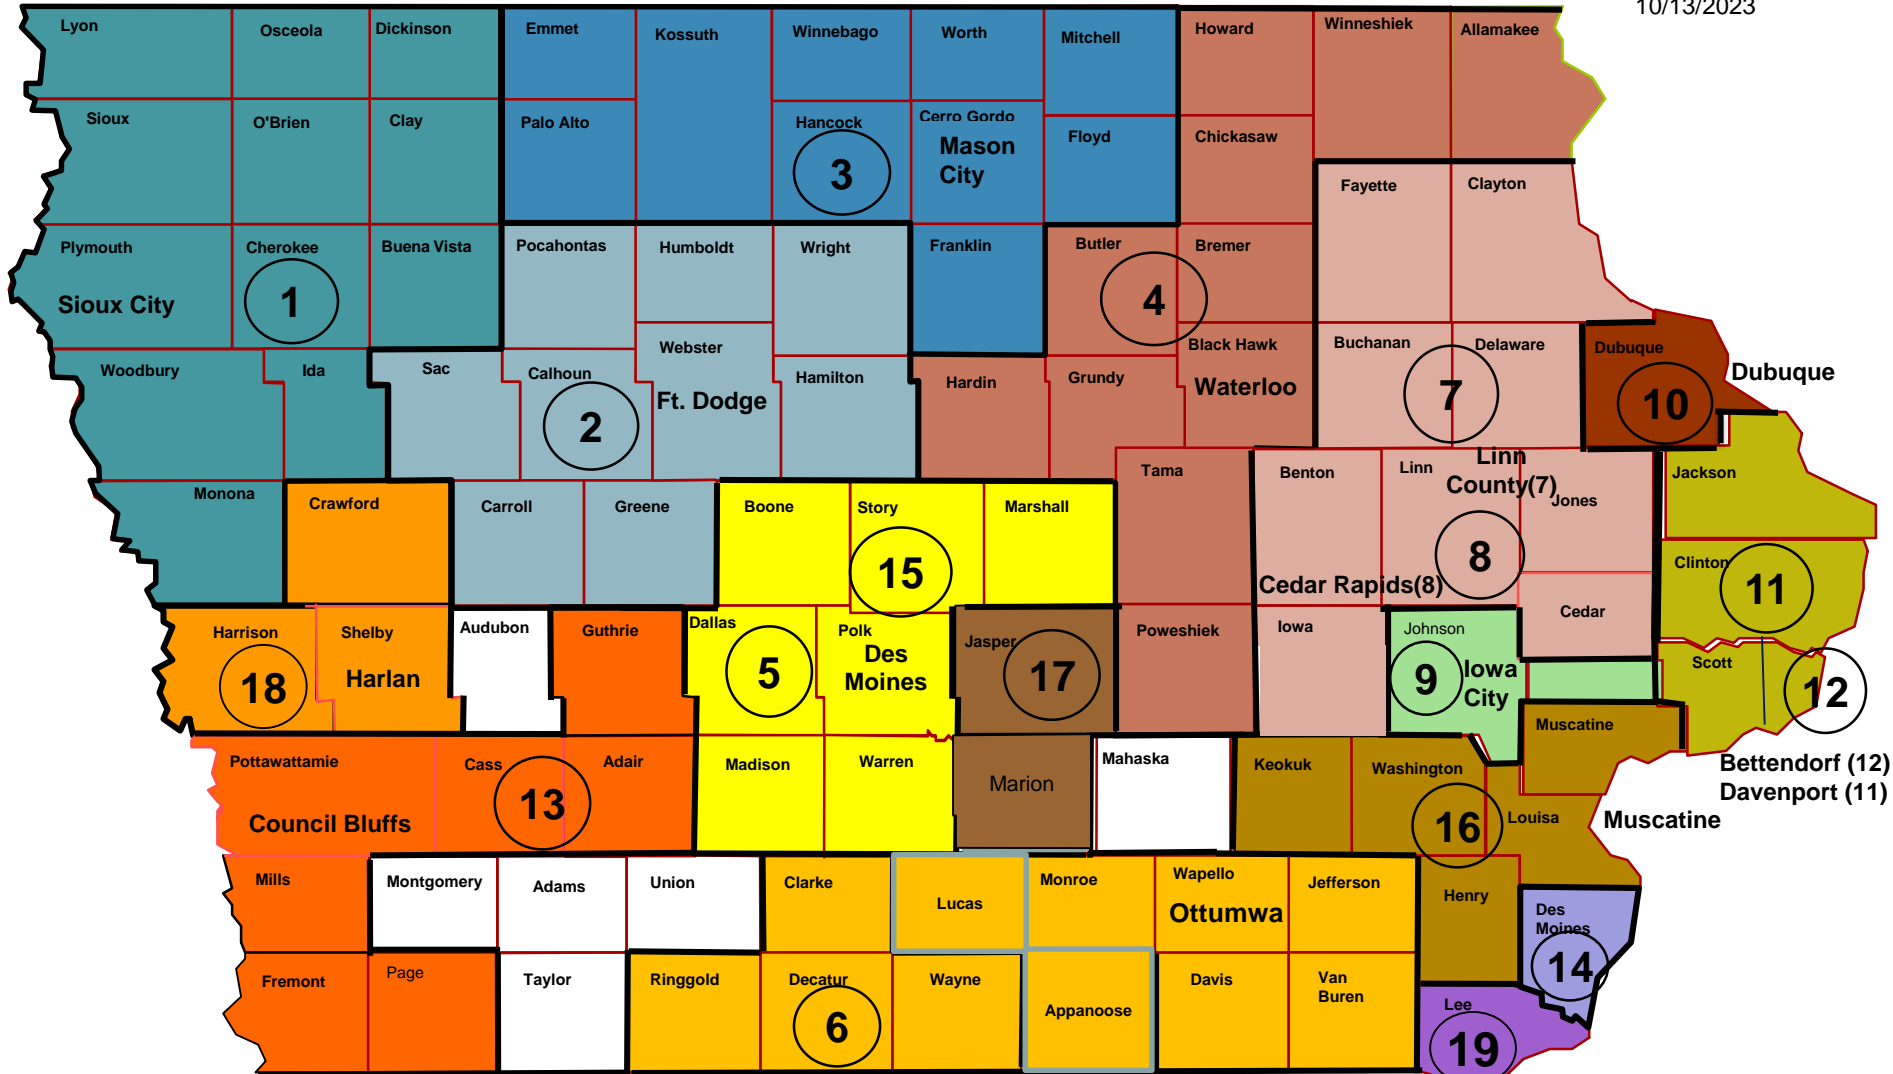 10/13/2023
Lyon
Osceola
Dickinson
Emmet
Kossuth
Winnebago
Worth
Mitchell
Howard
Winneshiek
Allamakee
Sioux
O'Brien
Clay
Palo Alto
Hancock
Cerro Gordo
Floyd
Chickasaw
Mason
City
3
Fayette
Clayton
Plymouth
Cherokee
Buena Vista
Pocahontas
Humboldt
Wright
Franklin
Butler
Bremer
Sioux City
1
4
Woodbury
Ida
Sac
Calhoun
Webster
Hamilton
Hardin
Grundy
Black Hawk
Buchanan
Delaware
Dubuque
Ft. Dodge
2
Waterloo
7
10
Dubuque
Monona
Crawford
Carroll
Greene
Boone
Story
Marshall
Tama
Benton
Linn
Linn
County(7)
Jones
Jackson
15
8
Cedar Rapids(8)
Clinton
11
Harrison
Shelby
Audubon
Guthrie
Dallas
Polk
Des
Moines
Jasper
Poweshiek
Iowa
Johnson
Cedar
Scott
18
Harlan
5
17
9
Iowa
City
12
Pottawattamie
Cass
Adair
Madison
Warren
Marion
Mahaska
Keokuk
Washington
Muscatine
Louisa
Bettendorf (12)
Davenport (11)
Council Bluffs
13
16
Muscatine
Mills
Montgomery
Adams
Union
Clarke
Lucas
Monroe
Wapello
Jefferson
Henry
Des
Moines
Ottumwa
14
Fremont
Page
Taylor
Ringgold
Decatur
Wayne
Appanoose
Davis
Van
Buren
Lee
6
19